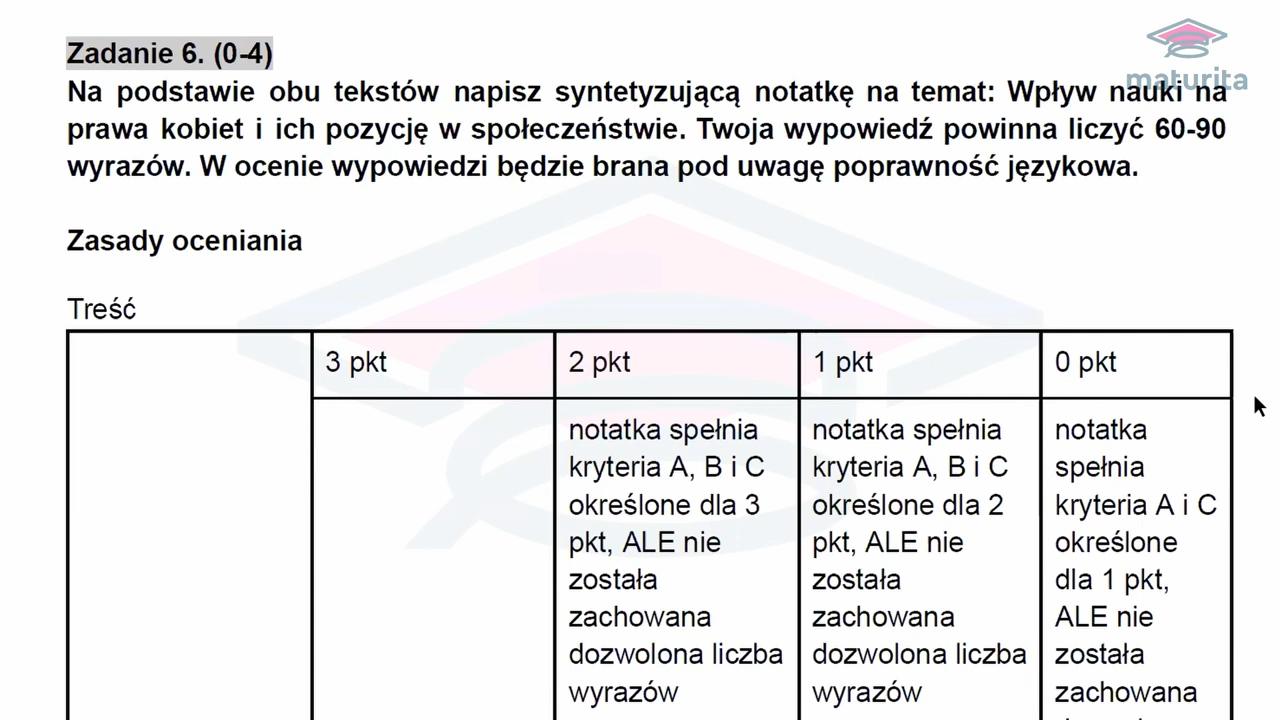 maturita
Zadanie 6. (0-4)
Na podstawie obu tekstów napisz syntetyzującą notatkę na temat: Wpływ nauki na
prawa kobiet i ich pozycję w społeczeństwie. Twoja wypowiedź powinna liczyć 60-90
wyrazów. W ocenie wypowiedzi będzie brana pod uwagę poprawność językowa.
Zasady oceniania
Treść
3 pkt
2 pkt
1 pkt
0 pkt
notatka spełnia
kryteria A, B i C
określone dla 3
pkt, ALE nie
została
zachowana
dozwolona liczba
wyrazów
notatka spełnia
kryteria A, B i C
określone dla 2
pkt, ALE nie
została
zachowana
dozwolona liczba
wyrazów
notatka
spełnia
kryteria A i C
określone
dla 1 pkt,
ALE nie
została
zachowana